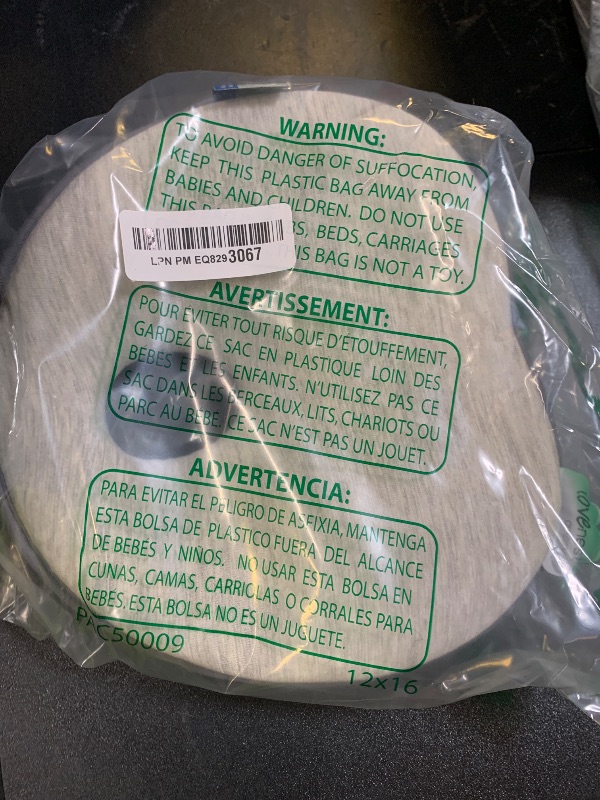 WARNING:
TO AVOID DANGER OF SUFFOCATION,
KEEP THIS PLASTIC BAG AWAY FROM
BABIES AND CHILDREN. DO NOT USE
THIS BS, BEDS, CARRIAGES
IS BAG IS NOT A TOY.
LPN PM EQ8293067
AVERTISSEMENT:
POUR EVITER TOUT RISQUE D'ETOUFFEMENT,
GARDEZ CE SAC EN PLASTIQUE LOIN DES
BEBES ET LES ENFANTS. N'UTILISEZ PAS CE
SAC DANS LES BERCEAUX, LITS, CHARIOTS OU
PARC AU BEBE. CE SAC N'EST PAS UN JOUET.
ADVERTENCIA:
PARA EVITAR EL PELIGRO DE ASFIXIA, MANTENGA
ESTA BOLSA DE PLASTICO FUERA DEL ALCANCE
DE BEBÉS Y NIÑOS. NO USAR ESTA BOLSA EN
CUNAS, CAMAS, CARRIOLAS O CORRALES PARA
BEBES. ESTA BOLSA NO ES UN JUGUETE.
PAC50009
12x16